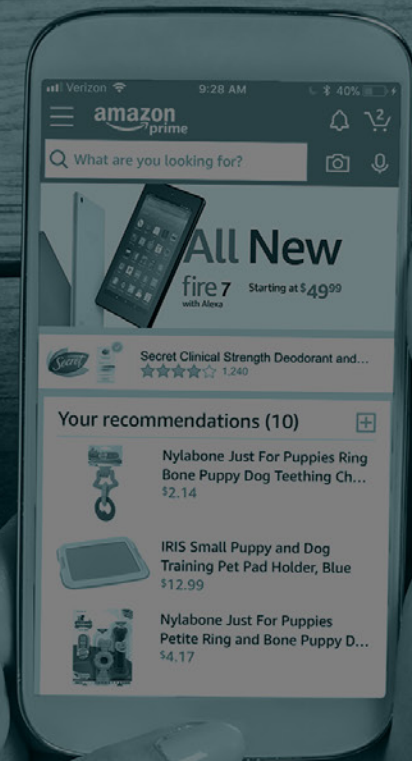 Verizon 9:28 AM 40%
amazon
prime
2
What are you looking for?
All New
fire 7 Starting at $49⁹⁹
with Alexa
Secret Secret Clinical Strength Deodorant and...
1,240
Your recommendations (10)
Nylabone Just For Puppies Ring
Bone Puppy Dog Teething Ch...
$2.14
IRIS Small Puppy and Dog
Training Pet Pad Holder, Blue
$12.99
Nylabone Just For Puppies
Petite Ring and Bone Puppy D...
$4.17